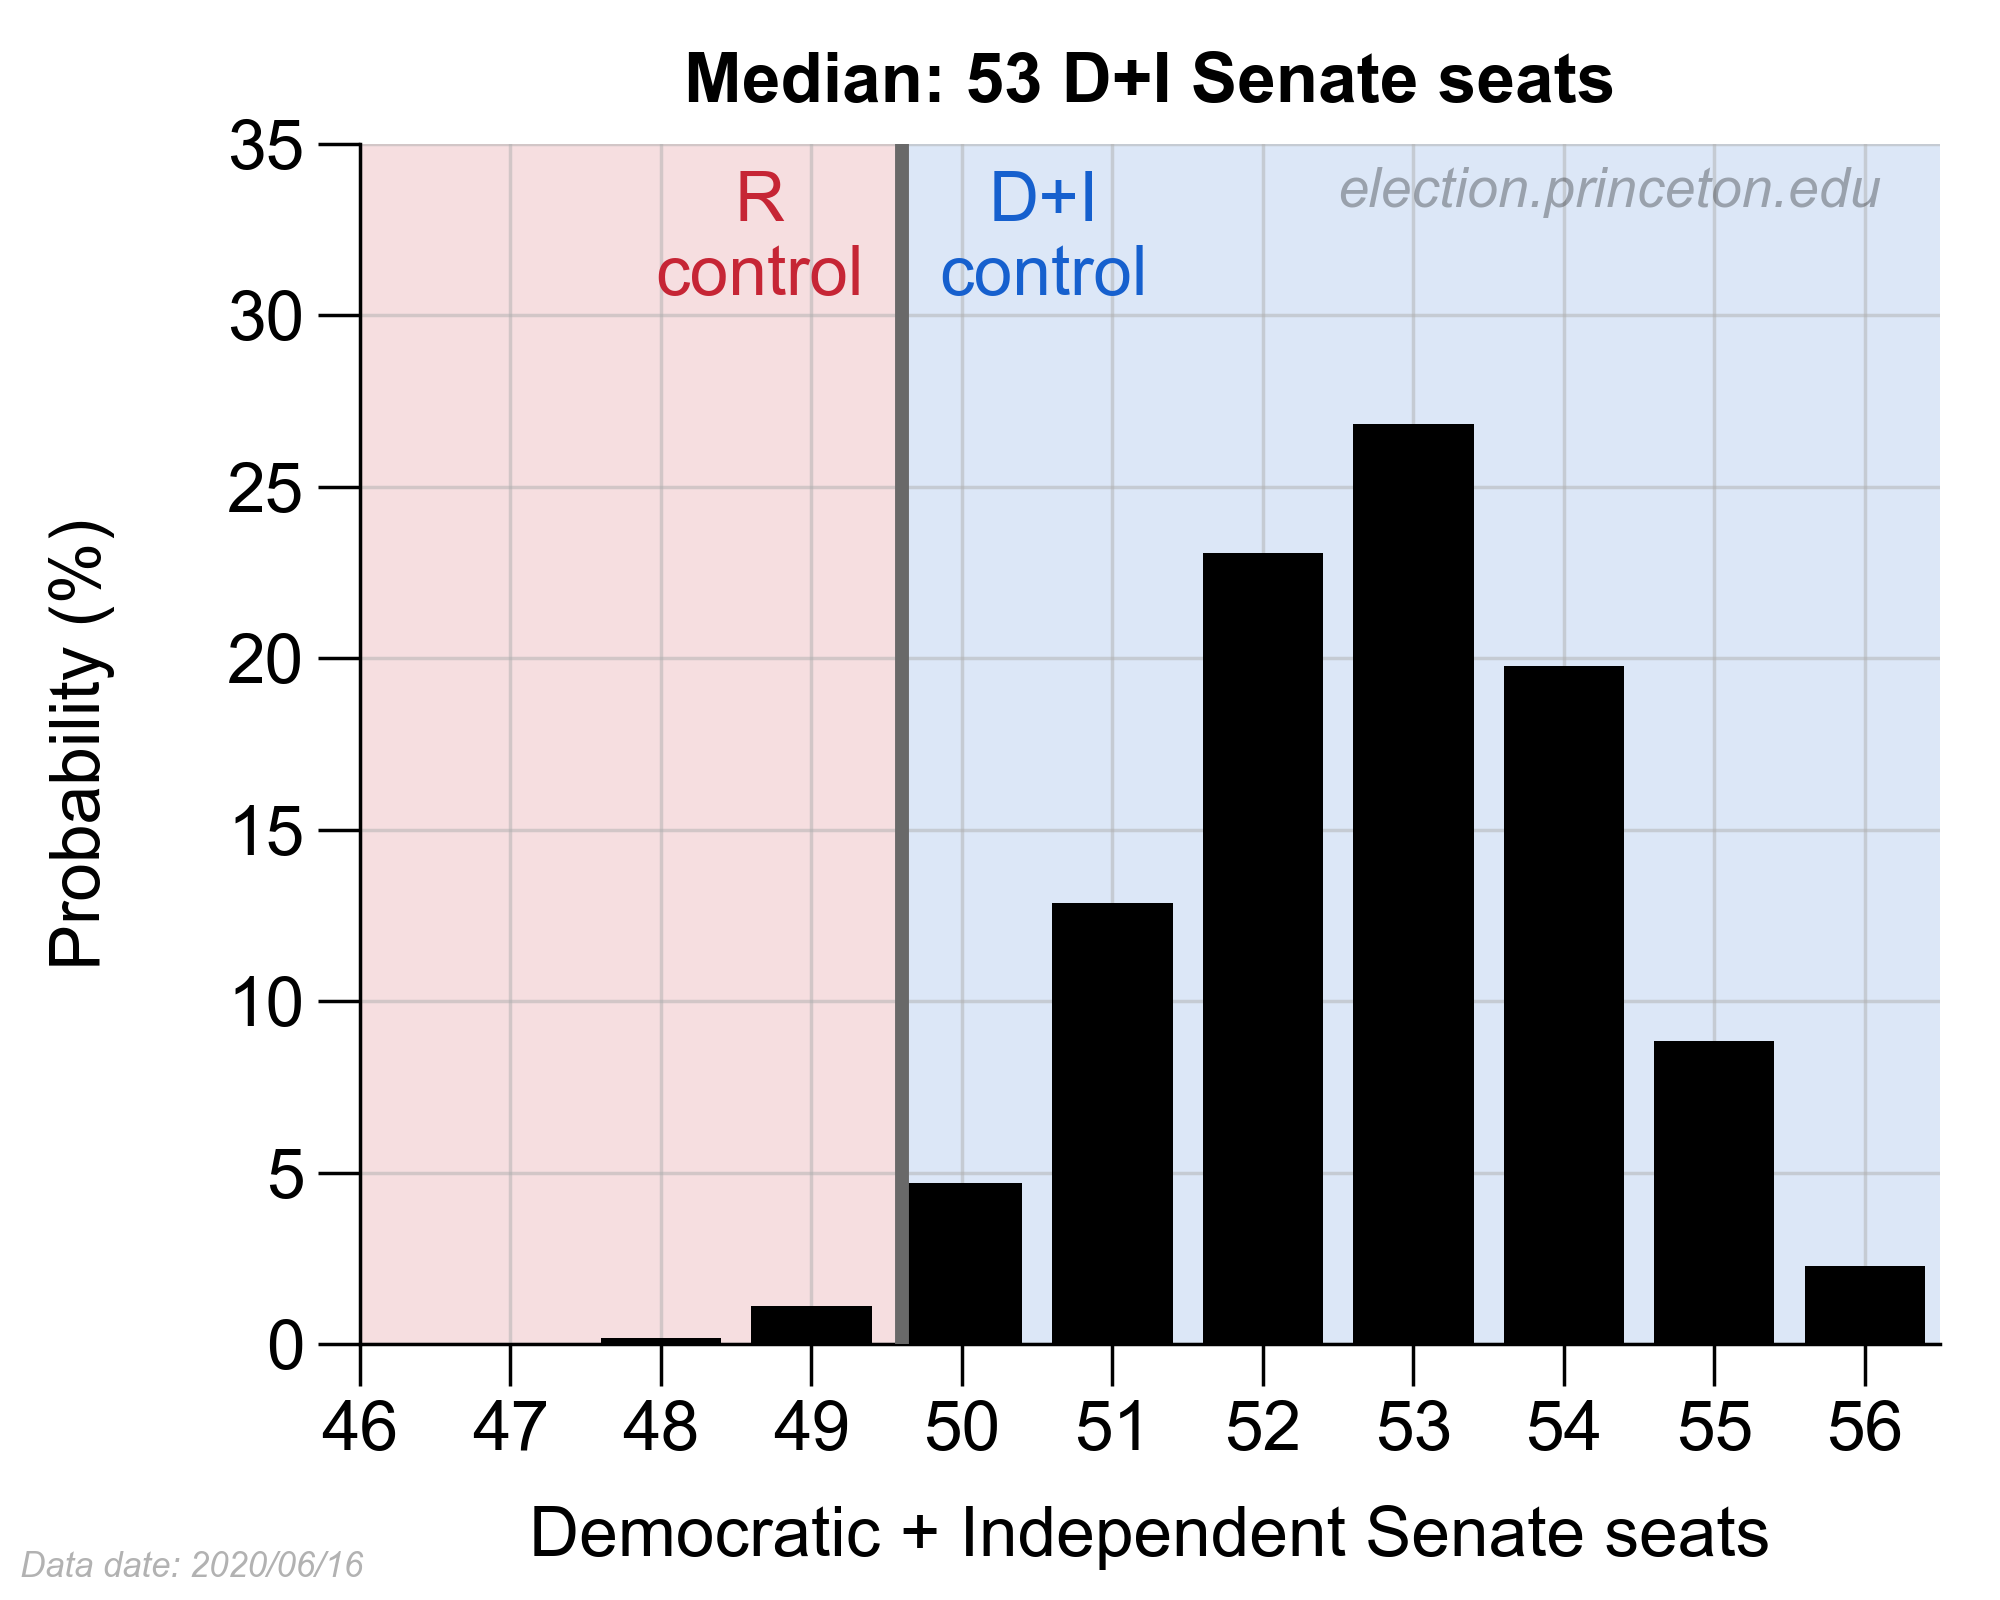 Median: 53 D+I Senate seats
35
30
25
20
15
10
5
0
Probability (%)
R
control
D+I
control
election.princeton.edu
46 47 48 49 50 51 52 53 54 55 56
Democratic + Independent Senate seats
Data date: 2020/06/16